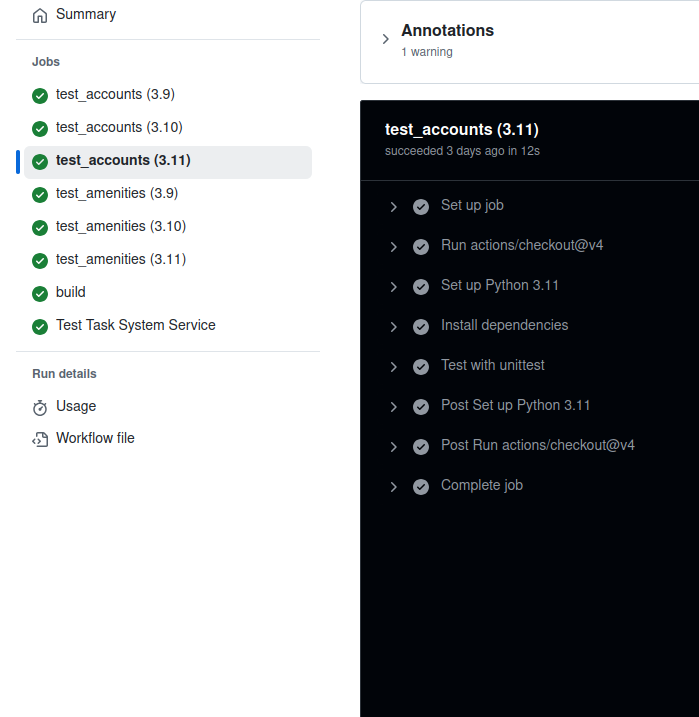 Summary
Jobs
test_accounts (3.9)
test_accounts (3.10)
test_accounts (3.11)
test_amenities (3.9)
test_amenities (3.10)
test_amenities (3.11)
build
Test Task System Service
Run details
Usage
Workflow file
Annotations
1 warning
test_accounts (3.11)
succeeded 3 days ago in 12s
Set up job
Run actions/checkout@v4
Set up Python 3.11
Install dependencies
Test with unittest
Post Set up Python 3.11
Post Run actions/checkout@v4
Complete job